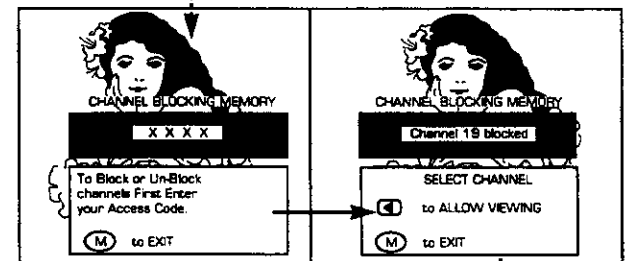 CHANNEL BLOCKING MEMORY
X X X X
To Block or Un-Block
channels First Enter
your Access Code.
M to EXIT
CHANNEL BLOCKING MEMORY
Channel 19 blocked
SELECT CHANNEL
to ALLOW VIEWING
M to EXIT